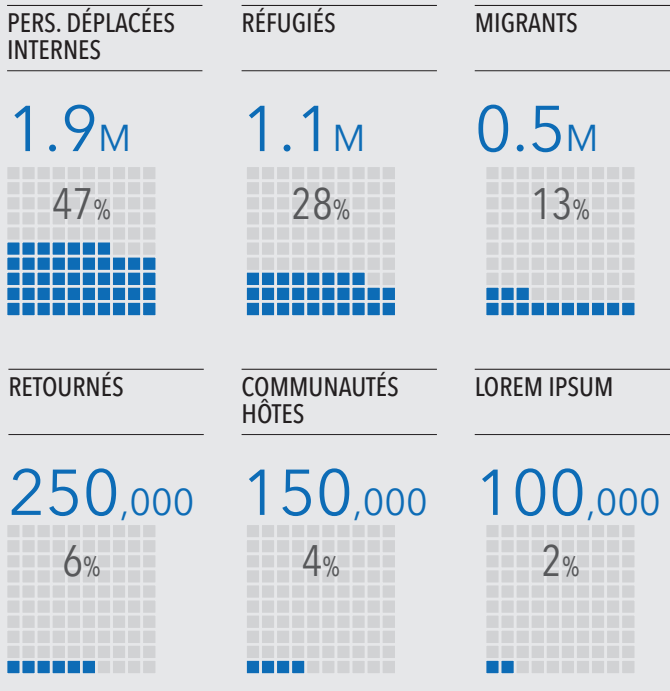 PERS. DÉPLACÉES
INTERNES
1.9M
47%
RÉFUGIÉS
1.1M
28%
MIGRANTS
0.5M
13%
RETOURNÉS
250,000
6%
COMMUNAUTÉS
HÔTES
150,000
4%
LOREM IPSUM
100,000
2%